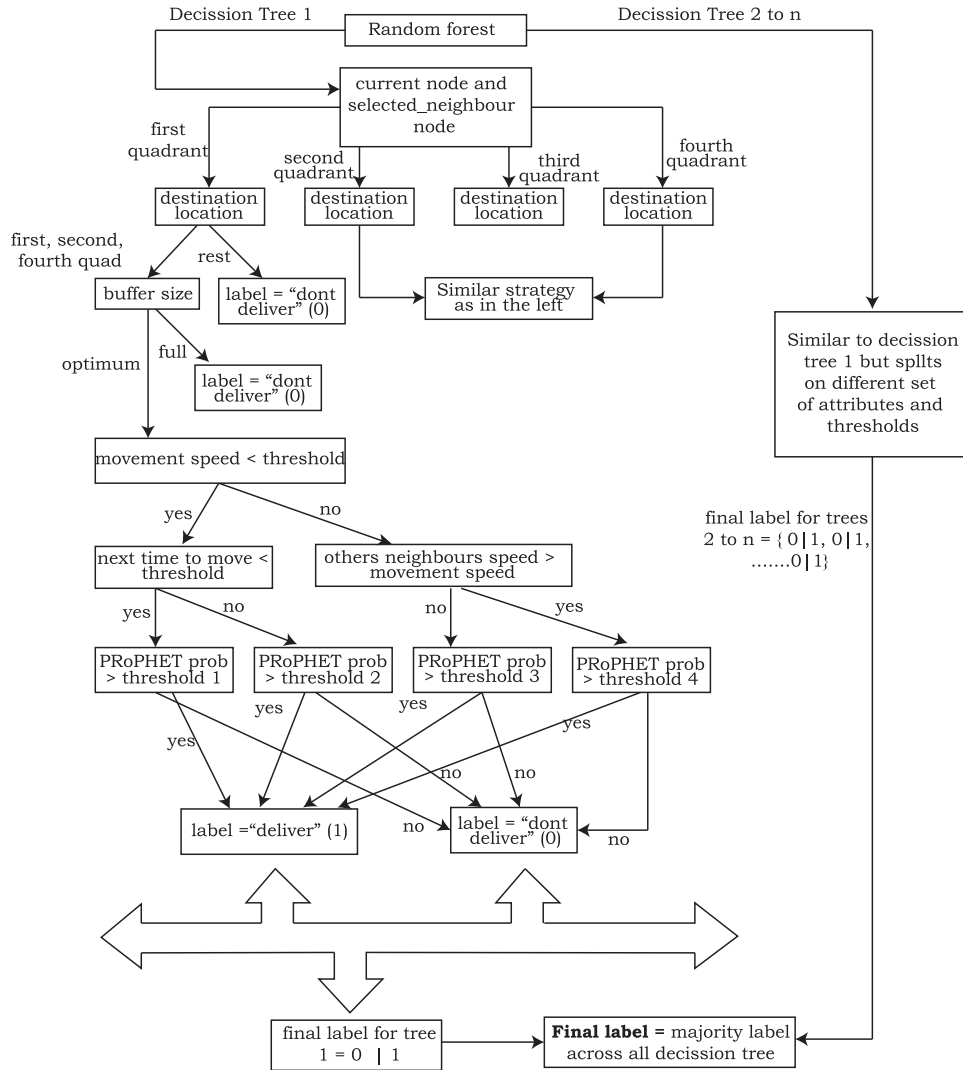 Decission Tree 1
Random forest
Decission Tree 2 to n
current node and
selected_neighbour
node
first
quadrant
second
quadrant
third
quadrant
fourth
quadrant
destination
location
destination
location
destination
location
destination
location
first, second,
fourth quad
rest
buffer size
label = “dont
deliver” (0)
Similar strategy
as in the left
optimum
full
label = “dont
deliver” (0)
Similar to decission
tree 1 but spllts
on different set
of attributes and
thresholds
movement speed < threshold
yes
no
next time to move <
threshold
others neighbours speed >
movement speed
final label for trees
2 to n = { 0|1, 0|1,
.......0|1}
yes
no
no
yes
PRoPHET prob
> threshold 1
PRoPHET prob
> threshold 2
PRoPHET prob
> threshold 3
PRoPHET prob
> threshold 4
yes
yes
yes
yes
no
no
no
no
label =“deliver” (1)
label = “dont
deliver” (0)
final label for tree
1 = 0 | 1
Final label = majority label
across all decission tree